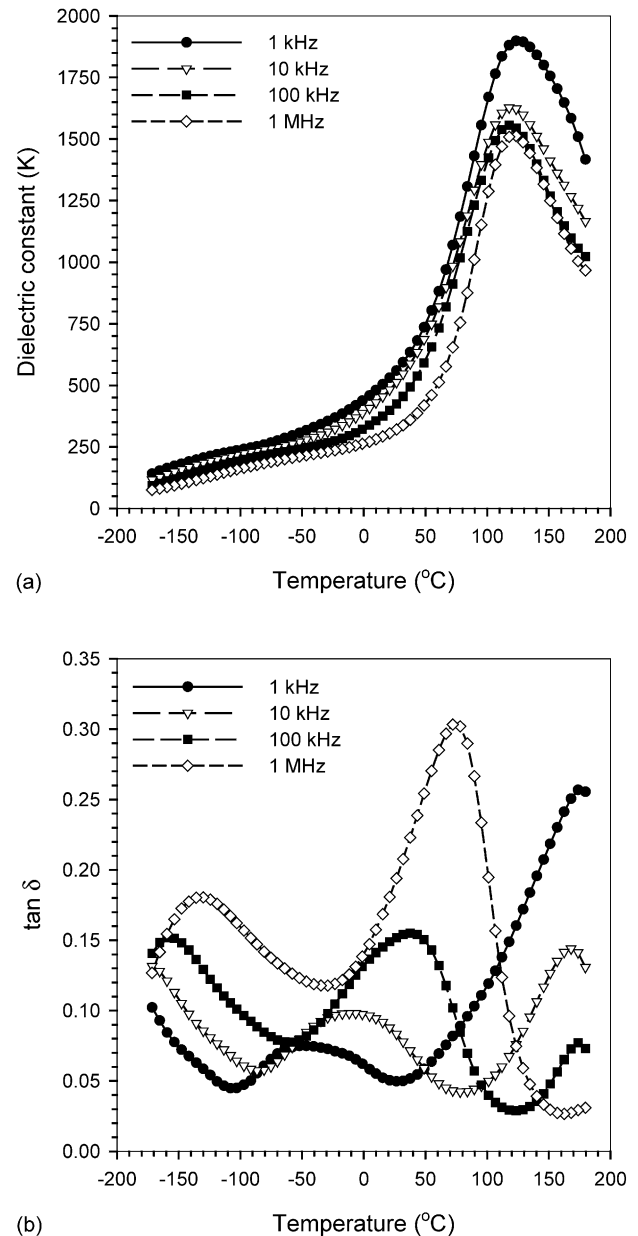 2000
1750
1500
1250
1000
750
500
250
0
Dielectric constant (K)
1 kHz
10 kHz
100 kHz
1 MHz
-200 -150 -100 -50 0 50 100 150 200
(a) Temperature (°C)
0.35
0.30
0.25
0.20
0.15
0.10
0.05
0.00
tan δ
1 kHz
10 kHz
100 kHz
1 MHz
-200 -150 -100 -50 0 50 100 150 200
(b) Temperature (°C)